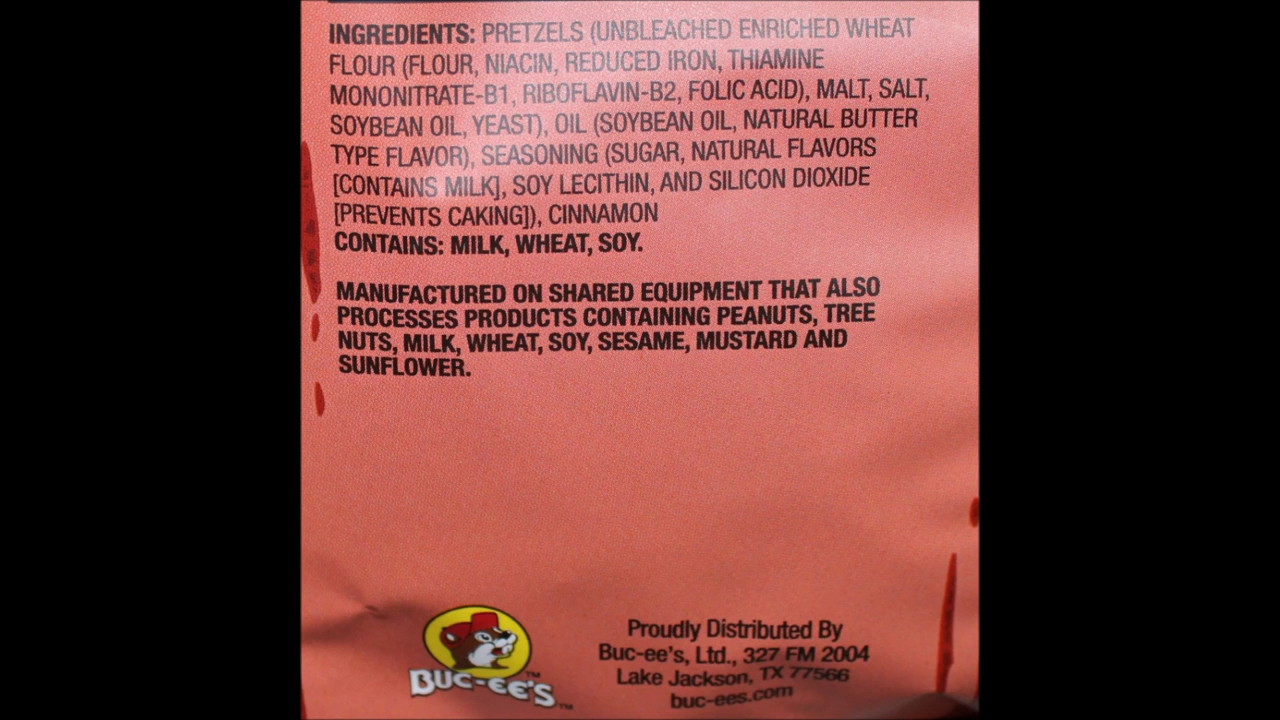 INGREDIENTS: PRETZELS (UNBLEACHED ENRICHED WHEAT
FLOUR (FLOUR, NIACIN, REDUCED IRON, THIAMINE
MONONITRATE-B1, RIBOFLAVIN-B2, FOLIC ACID), MALT, SALT,
SOYBEAN OIL, YEAST), OIL (SOYBEAN OIL, NATURAL BUTTER
TYPE FLAVOR), SEASONING (SUGAR, NATURAL FLAVORS
[CONTAINS MILK], SOY LECITHIN, AND SILICON DIOXIDE
[PREVENTS CAKING]), CINNAMON
CONTAINS: MILK, WHEAT, SOY.
MANUFACTURED ON SHARED EQUIPMENT THAT ALSO
PROCESSES PRODUCTS CONTAINING PEANUTS, TREE
NUTS, MILK, WHEAT, SOY, SESAME, MUSTARD AND
SUNFLOWER.
BUC-EE'S™
Proudly Distributed By
Buc-ee's, Ltd., 327 FM 2004
Lake Jackson, TX 77566
buc-ees.com